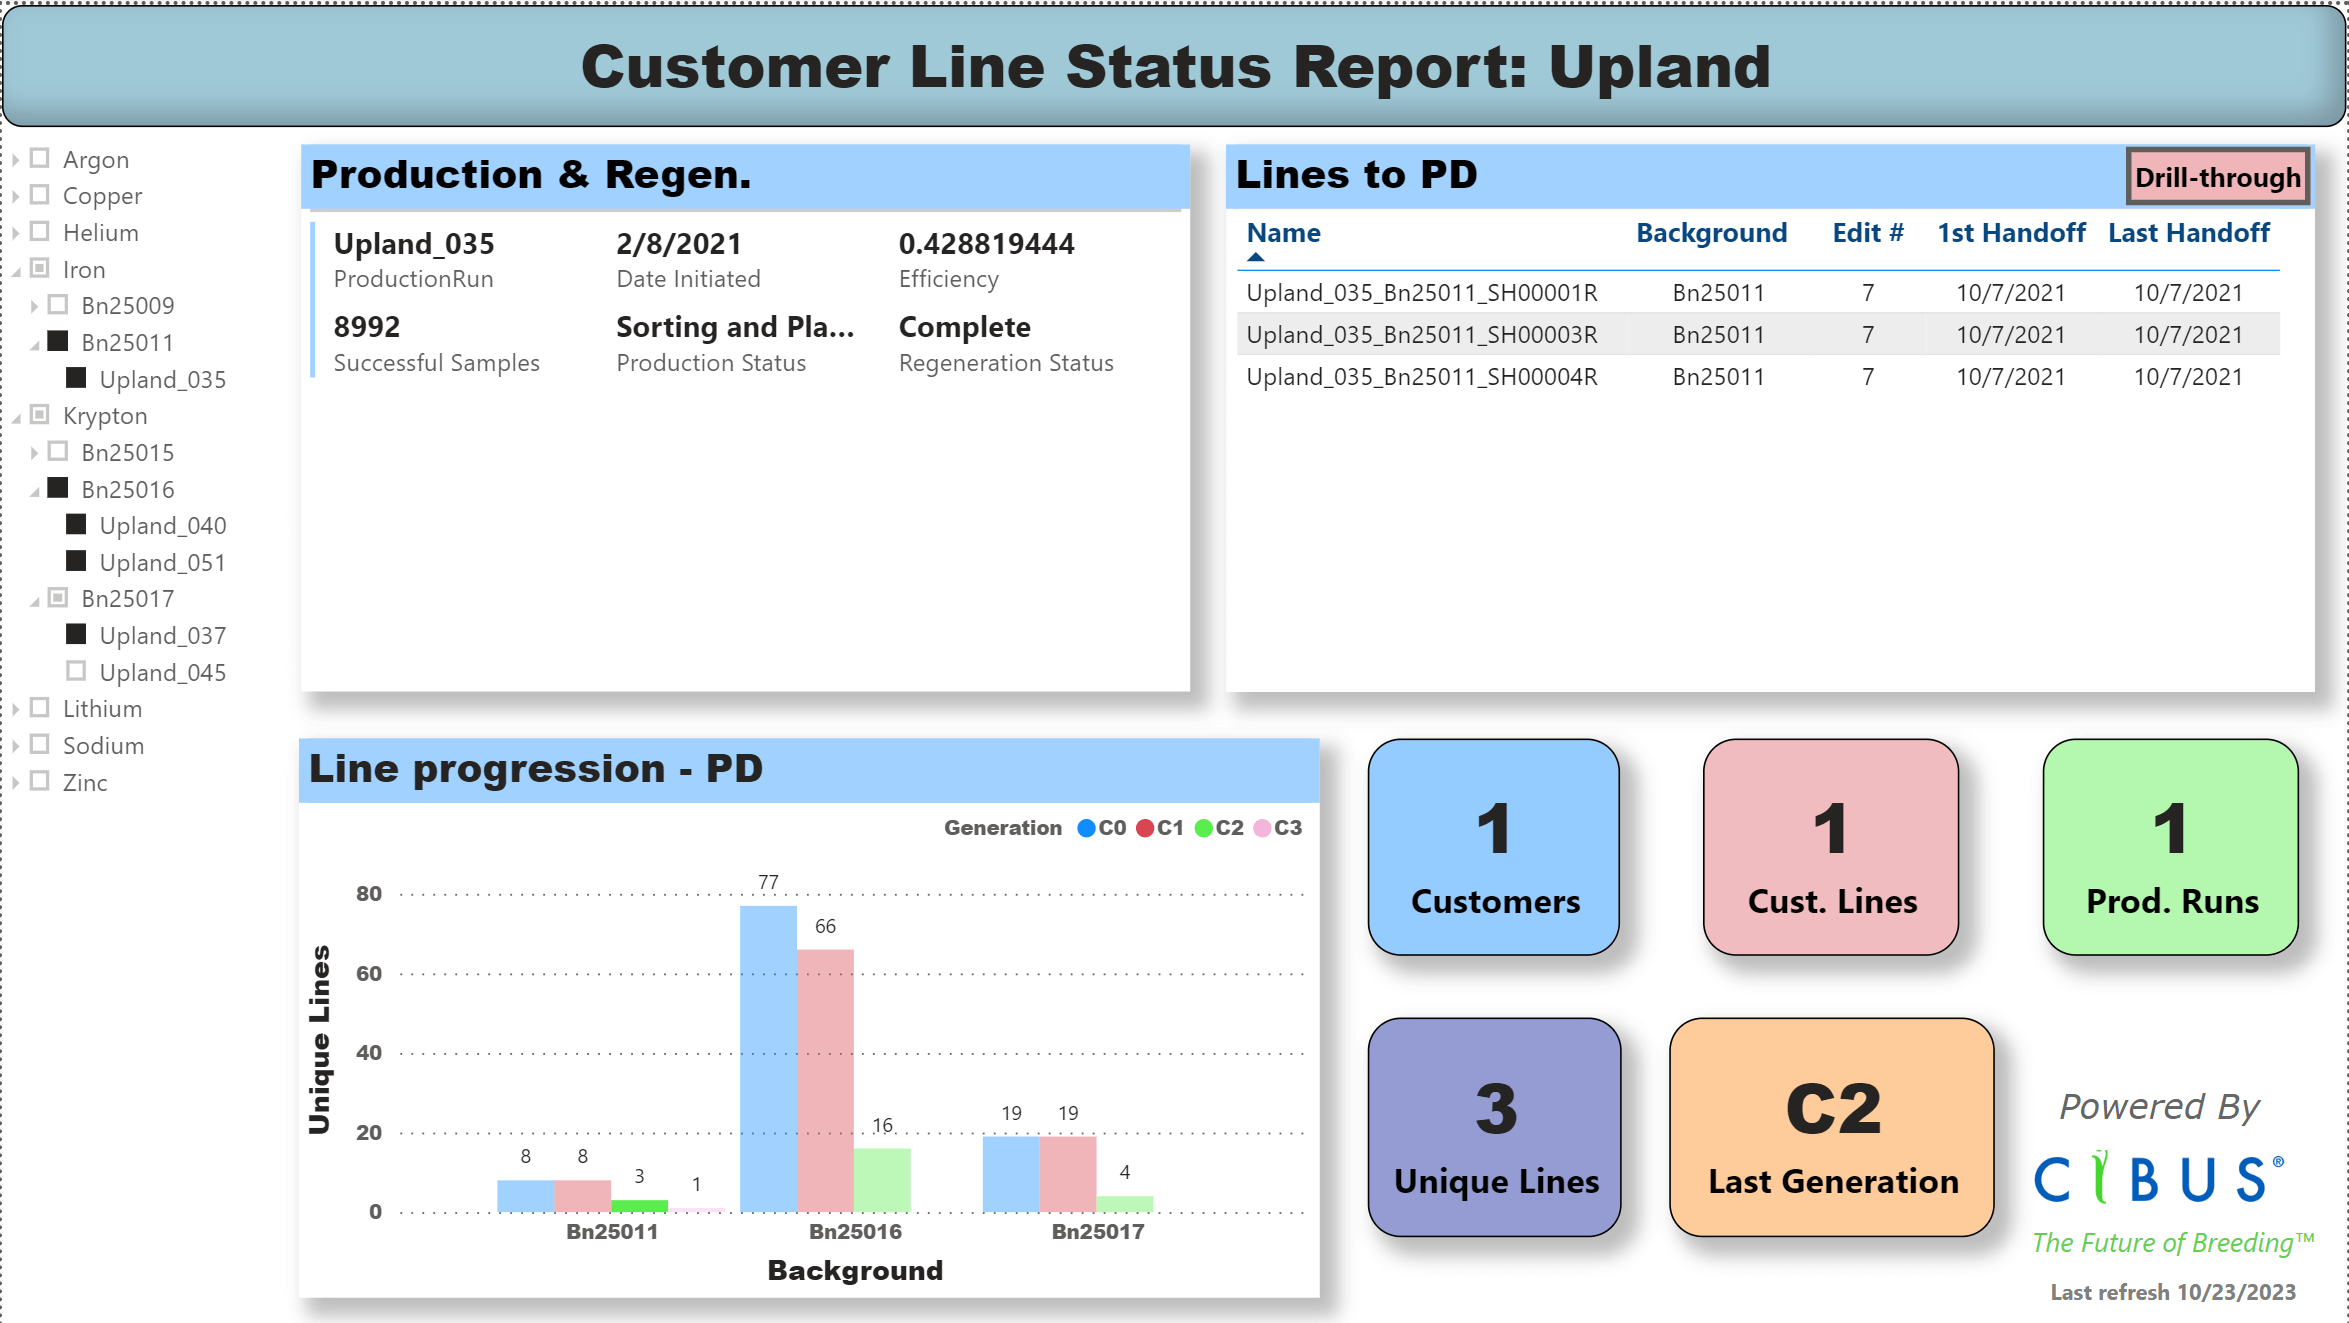 Customer Line Status Report: Upland
Argon
Copper
Helium
Iron
Bn25009
Bn25011
Upland_035
Krypton
Bn25015
Bn25016
Upland_040
Upland_051
Bn25017
Upland_037
Upland_045
Lithium
Sodium
Zinc
Production & Regen.
Upland_035 2/8/2021 0.428819444
ProductionRun Date Initiated Efficiency
8992 Sorting and Pla... Complete
Successful Samples Production Status Regeneration Status
Lines to PD Drill-through
Name Background Edit # 1st Handoff Last Handoff
Upland_035_Bn25011_SH00001R Bn25011 7 10/7/2021 10/7/2021
Upland_035_Bn25011_SH00003R Bn25011 7 10/7/2021 10/7/2021
Upland_035_Bn25011_SH00004R Bn25011 7 10/7/2021 10/7/2021
Line progression - PD
Generation C0 C1 C2 C3
Unique Lines
80
60
40
20
0
8 8 3 1
77 66 16
19 19 4
Bn25011 Bn25016 Bn25017
Background
1
Customers
1
Cust. Lines
1
Prod. Runs
3
Unique Lines
C2
Last Generation
Powered By
CIBUS®
The Future of Breeding™
Last refresh 10/23/2023